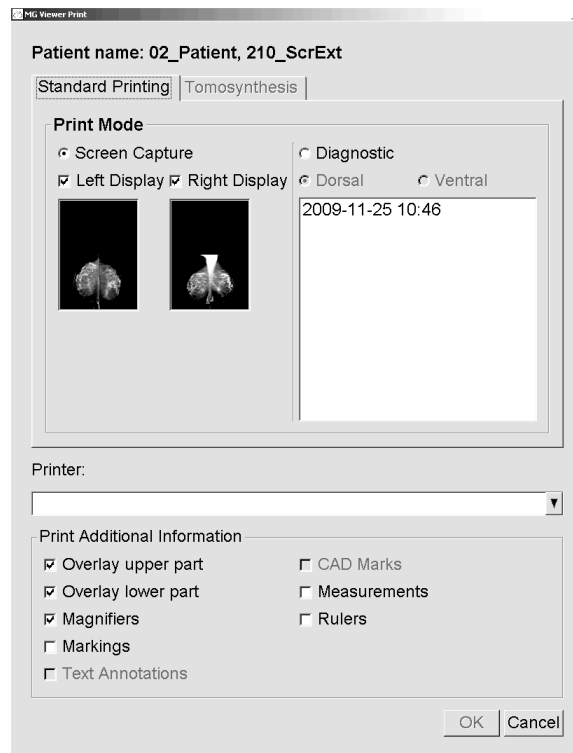 MG Viewer Print
Patient name: 02_Patient, 210_ScrExt
Standard Printing Tomosynthesis
Print Mode
Screen Capture Diagnostic
Left Display Right Display Dorsal Ventral
2009-11-25 10:46
Printer:
Print Additional Information
Overlay upper part CAD Marks
Overlay lower part Measurements
Magnifiers Rulers
Markings
Text Annotations
OK Cancel